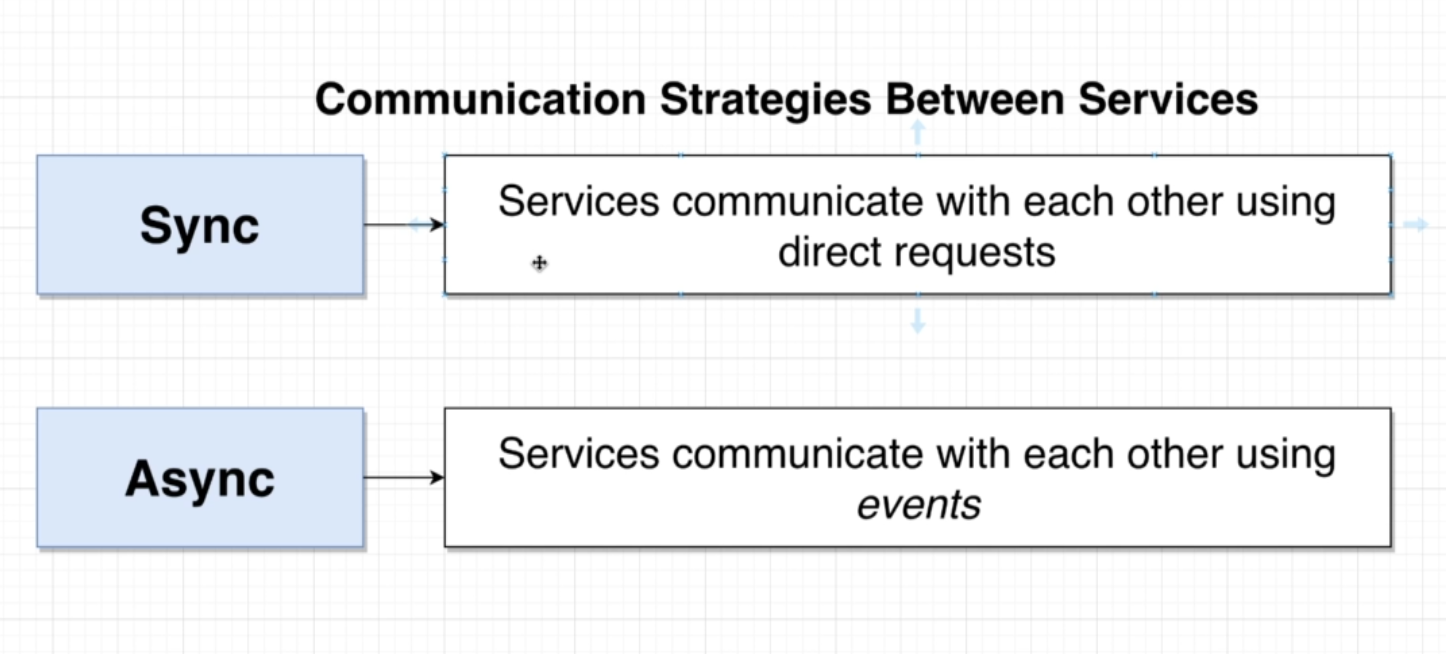 Communication Strategies Between Services
Sync
Services communicate with each other using
direct requests
Async
Services communicate with each other using
events